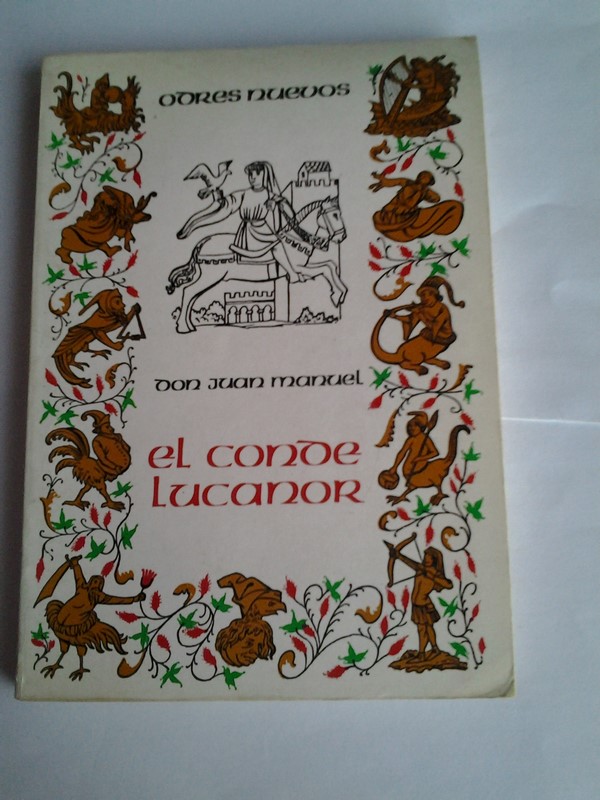 odres nuevos
don juan manuel
el conde
lucanor